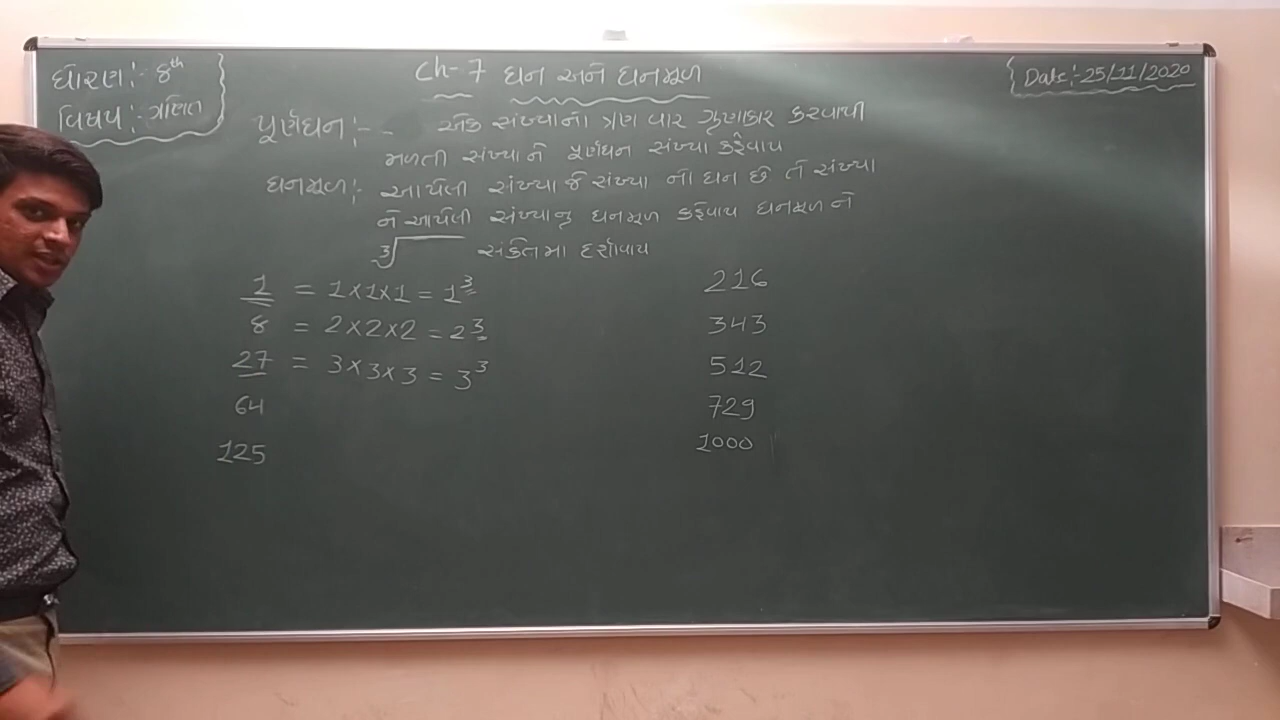 ધોરણ :- 8th
વિષય :- ગણિત
Ch-7 ઘન અને ઘનમૂળ
Date:-25/11/2020
પૂર્ણઘન :-- એક સંખ્યાના ત્રણ વાર ગુણાકાર કરવાથી
મળતી સંખ્યાને પૂર્ણઘન સંખ્યા કહેવાય
ઘનમૂળ: આપેલી સંખ્યા જે સંખ્યા નો ઘન છે તે સંખ્યા
ને આપેલી સંખ્યાનુ ઘનમૂળ કહેવાય ઘનમૂળ ને
∛ સંકેતમા દર્શાવાય
1 = 1×1×1 = 1³
8 = 2×2×2 = 2³
27 = 3×3×3 = 3³
64
125
216
343
512
729
1000